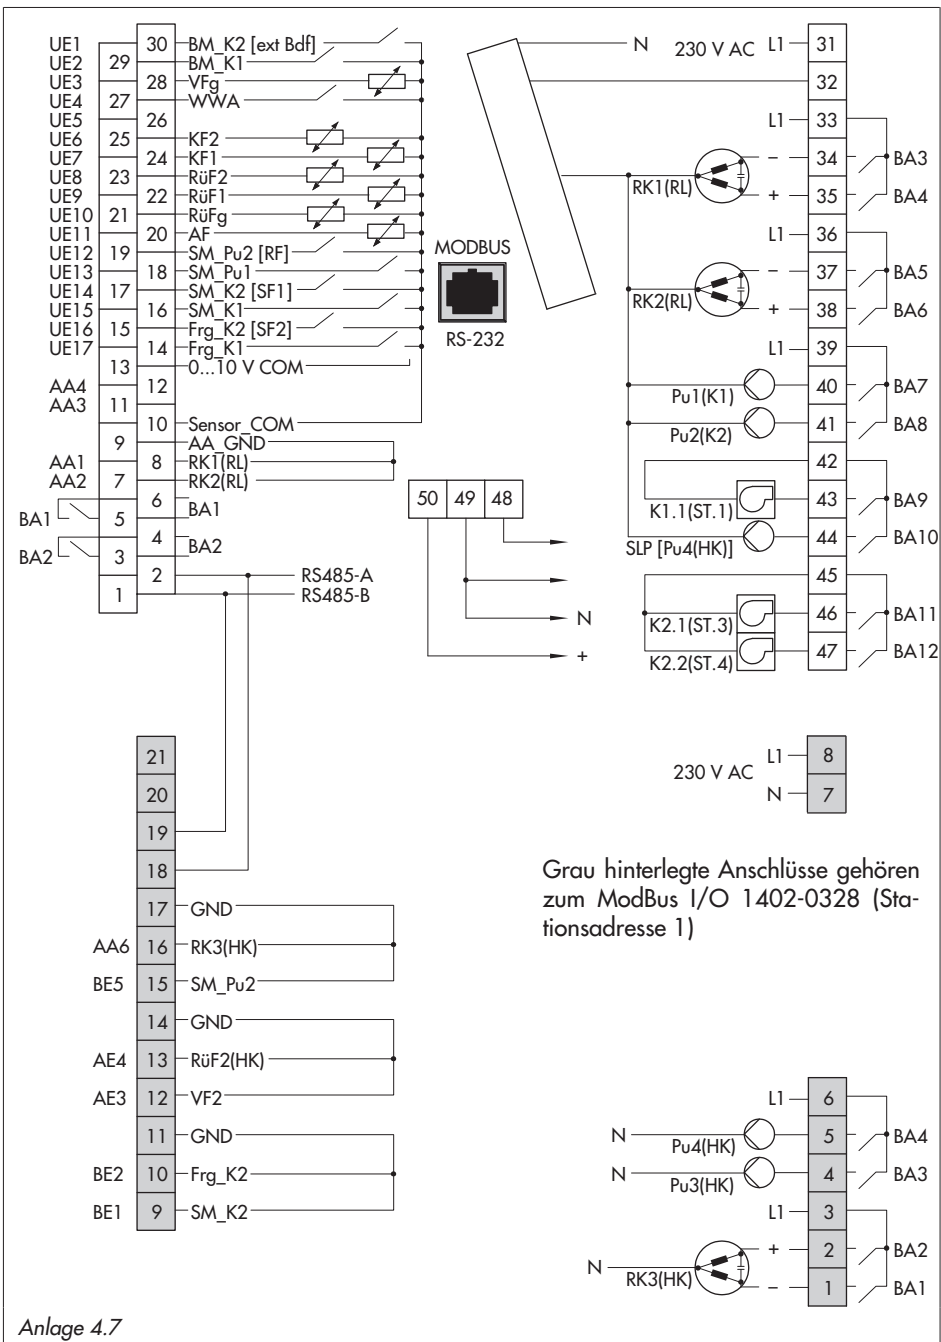 UE1 30 BM_K2 [ext Bdf]
UE2 29 BM_K1
UE3 28 VFg
UE4 27 WWA
UE5 26
UE6 25 KF2
UE7 24 KF1
UE8 23 RüF2
UE9 22 RüF1
UE10 21 RüFg
UE11 20 AF
UE12 19 SM_Pu2 [RF]
UE13 18 SM_Pu1
UE14 17 SM_K2 [SF1]
UE15 16 SM_K1
UE16 15 Frg_K2 [SF2]
UE17 14 Frg_K1
13 0...10 V COM
AA4 12
AA3 11
10 Sensor_COM
9 AA_GND
AA1 8 RK1(RL)
AA2 7 RK2(RL)
6
BA1
BA1 5
4 BA2
BA2 3
2 RS485-A
1 RS485-B
MODBUS
RS-232
50 49 48
N
+
N 230 V AC L1 31
32
L1 33
– 34 BA3
RK1(RL)
+ 35 BA4
L1 36
– 37 BA5
RK2(RL)
+ 38 BA6
L1 39
Pu1(K1) 40 BA7
Pu2(K2) 41 BA8
42
K1.1(ST.1) 43 BA9
SLP [Pu4(HK)] 44 BA10
45
K2.1(ST.3) 46 BA11
K2.2(ST.4) 47 BA12
21
20
19
18
17 GND
AA6 16 RK3(HK)
BE5 15 SM_Pu2
14 GND
AE4 13 RüF2(HK)
AE3 12 VF2
11 GND
BE2 10 Frg_K2
BE1 9 SM_K2
230 V AC L1 8
N 7
Grau hinterlegte Anschlüsse gehören
zum ModBus I/O 1402-0328 (Sta-
tionsadresse 1)
L1 6
N Pu4(HK) 5 BA4
N Pu3(HK) 4 BA3
L1 3
+ 2 BA2
N RK3(HK)
– 1 BA1
Anlage 4.7